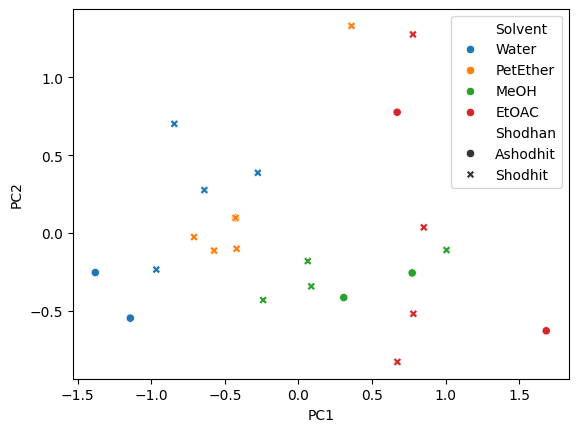 Solvent
Water
PetEther
MeOH
EtOAC
Shodhan
Ashodhit
Shodhit
1.0
0.5
0.0
−0.5
PC2
−1.5
−1.0
−0.5
0.0
0.5
1.0
1.5
PC1